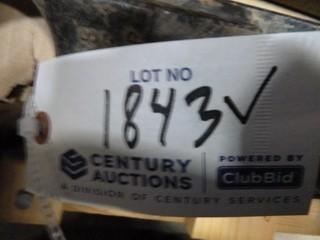 LOT NO
1843✓
CENTURY AUCTIONS
POWERED BY
ClubBid
A DIVISION OF CENTURY SERVICES